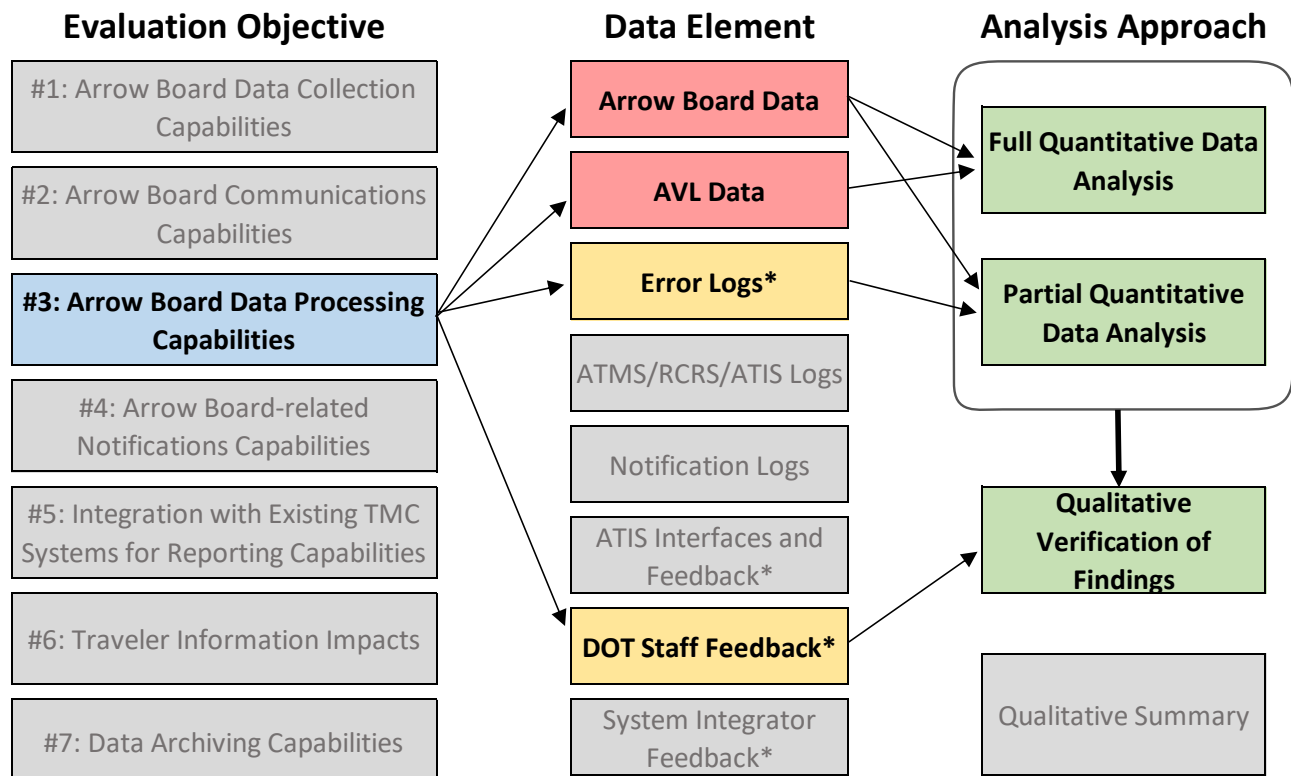 Evaluation Objective
#1: Arrow Board Data Collection
Capabilities
#2: Arrow Board Communications
Capabilities
#3: Arrow Board Data Processing
Capabilities
#4: Arrow Board-related
Notifications Capabilities
#5: Integration with Existing TMC
Systems for Reporting Capabilities
#6: Traveler Information Impacts
#7: Data Archiving Capabilities
Data Element
Arrow Board Data
AVL Data
Error Logs*
ATMS/RCRS/ATIS Logs
Notification Logs
ATIS Interfaces and
Feedback*
DOT Staff Feedback*
System Integrator
Feedback*
Analysis Approach
Full Quantitative Data
Analysis
Partial Quantitative
Data Analysis
Qualitative
Verification of
Findings
Qualitative Summary